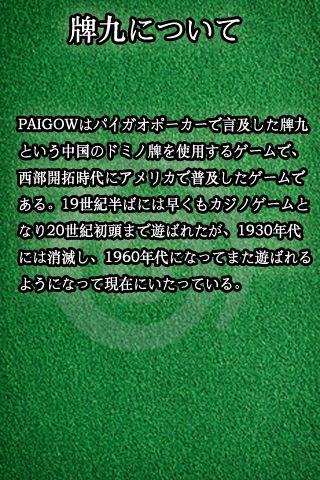 牌九について
PAIGOWはパイガオポーカーで言及した牌九
という中国のドミノ牌を使用するゲームで、
西部開拓時代にアメリカで普及したゲームで
ある。19世紀半ばには早くもカジノゲームと
なり20世紀初頭まで遊ばれたが、1930年代
には消滅し、1960年代になってまた遊ばれる
ようになって現在にいたっている。